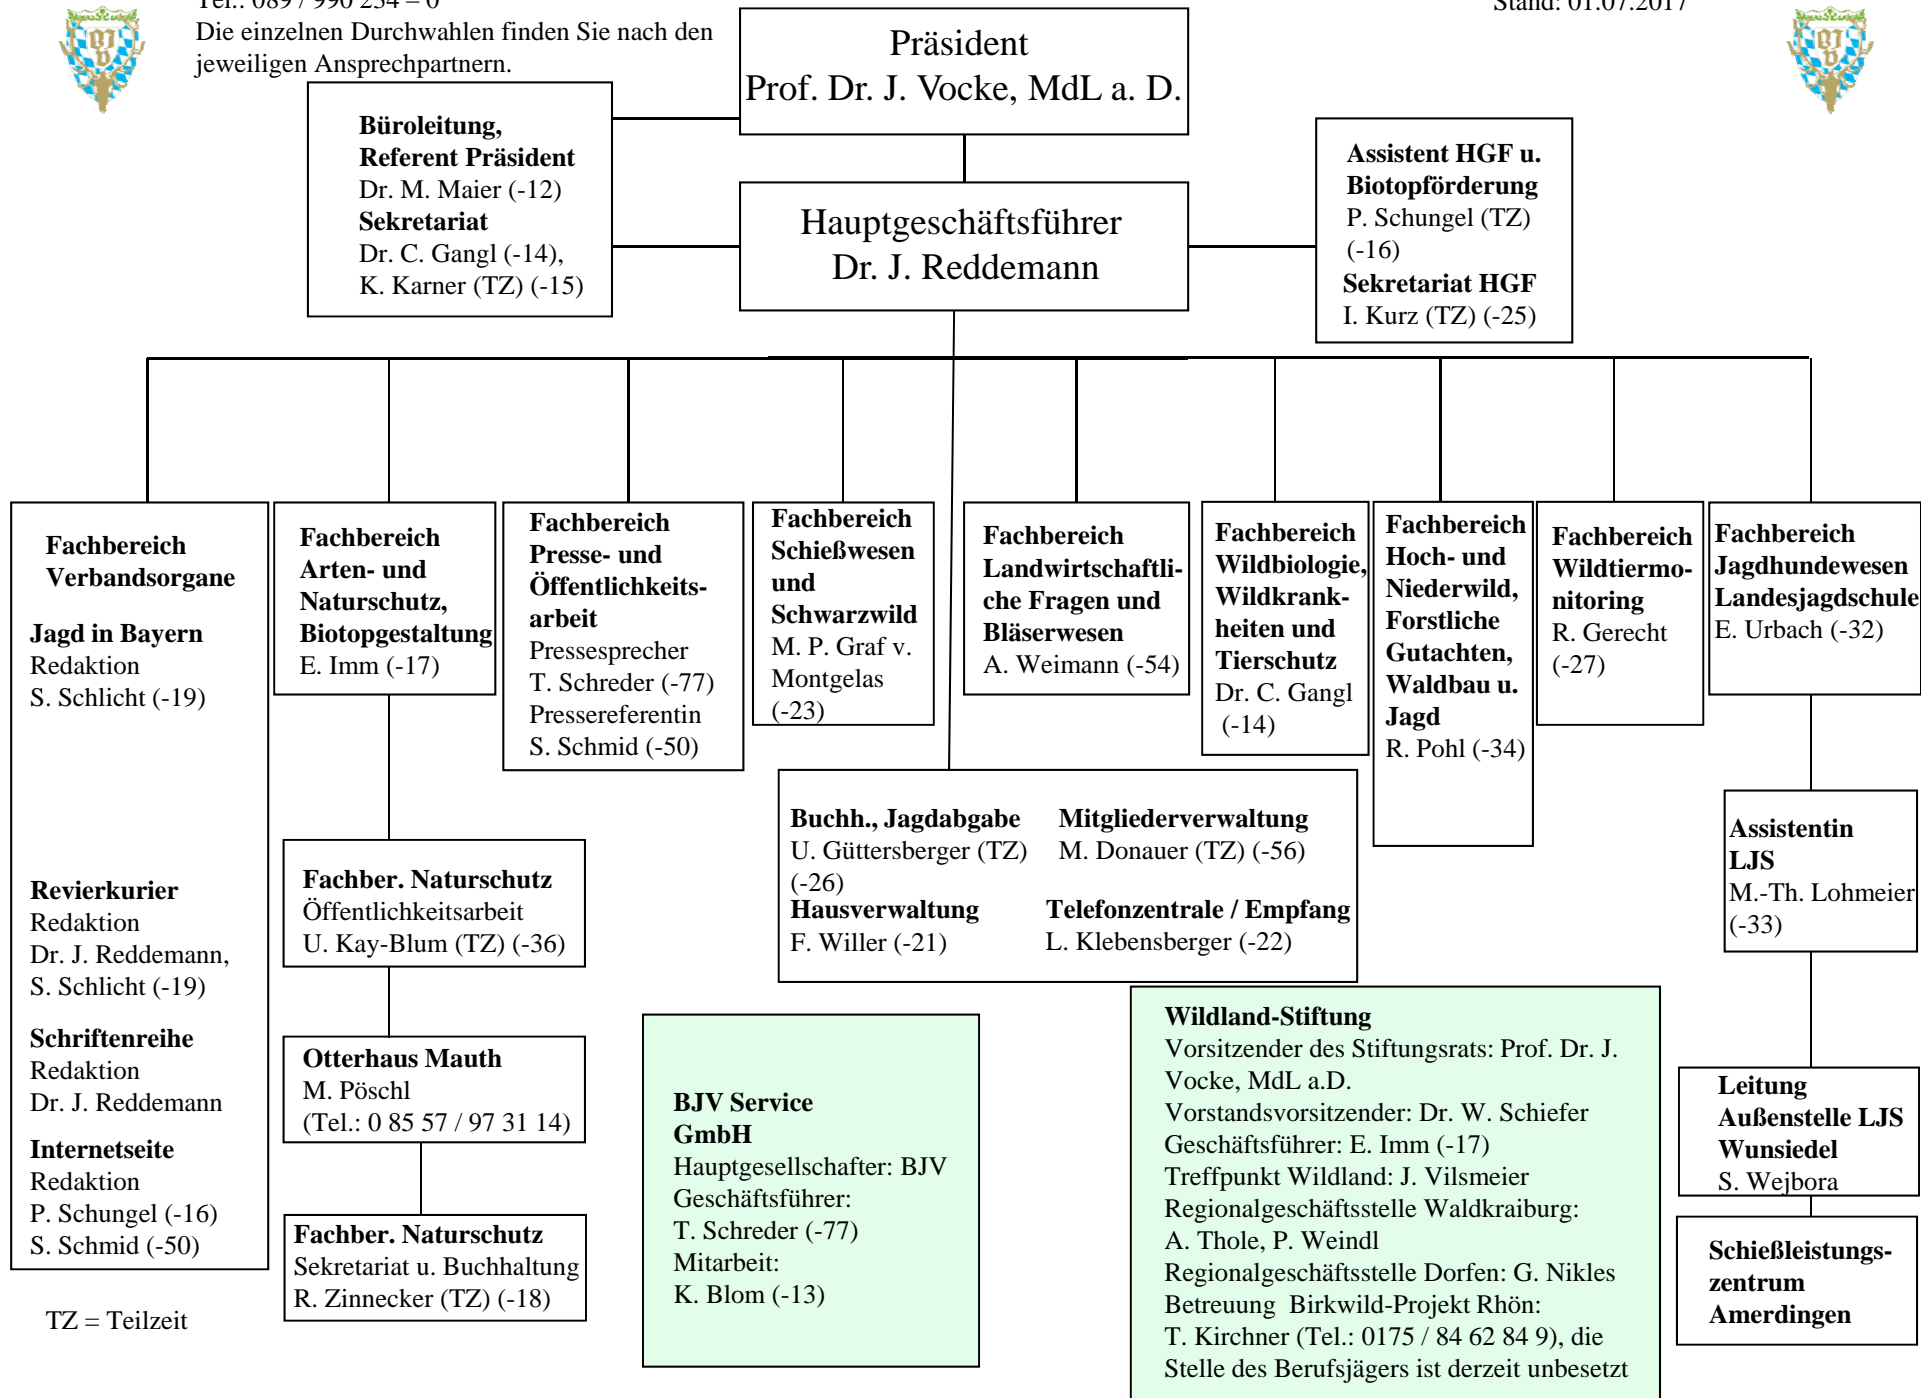 Tel.: 089 / 990 234 – 0
Die einzelnen Durchwahlen finden Sie nach den
jeweiligen Ansprechpartnern.
Stand: 01.07.2017
Präsident
Prof. Dr. J. Vocke, MdL a. D.
Büroleitung,
Referent Präsident
Dr. M. Maier (-12)
Sekretariat
Dr. C. Gangl (-14),
K. Karner (TZ) (-15)
Hauptgeschäftsführer
Dr. J. Reddemann
Assistent HGF u.
Biotopförderung
P. Schungel (TZ)
(-16)
Sekretariat HGF
I. Kurz (TZ) (-25)
Fachbereich
Verbandsorgane
Jagd in Bayern
Redaktion
S. Schlicht (-19)
Revierkurier
Redaktion
Dr. J. Reddemann,
S. Schlicht (-19)
Schriftenreihe
Redaktion
Dr. J. Reddemann
Internetseite
Redaktion
P. Schungel (-16)
S. Schmid (-50)
TZ = Teilzeit
Fachbereich
Arten- und
Naturschutz,
Biotopgestaltung
E. Imm (-17)
Fachber. Naturschutz
Öffentlichkeitsarbeit
U. Kay-Blum (TZ) (-36)
Otterhaus Mauth
M. Pöschl
(Tel.: 0 85 57 / 97 31 14)
Fachber. Naturschutz
Sekretariat u. Buchhaltung
R. Zinnecker (TZ) (-18)
Fachbereich
Presse- und
Öffentlichkeits-
arbeit
Pressesprecher
T. Schreder (-77)
Pressereferentin
S. Schmid (-50)
Fachbereich
Schießwesen
und
Schwarzwild
M. P. Graf v.
Montgelas
(-23)
Fachbereich
Landwirtschaftli-
che Fragen und
Bläserwesen
A. Weimann (-54)
Fachbereich
Wildbiologie,
Wildkrank-
heiten und
Tierschutz
Dr. C. Gangl
(-14)
Fachbereich
Hoch- und
Niederwild,
Forstliche
Gutachten,
Waldbau u.
Jagd
R. Pohl (-34)
Fachbereich
Wildtiermo-
nitoring
R. Gerecht
(-27)
Fachbereich
Jagdhundewesen
Landesjagdschule
E. Urbach (-32)
Assistentin
LJS
M.-Th. Lohmeier
(-33)
Leitung
Außenstelle LJS
Wunsiedel
S. Wejbora
Schießleistungs-
zentrum
Amerdingen
Buchh., Jagdabgabe
U. Güttersberger (TZ)
(-26)
Hausverwaltung
F. Willer (-21)
Mitgliederverwaltung
M. Donauer (TZ) (-56)
Telefonzentrale / Empfang
L. Klebensberger (-22)
BJV Service
GmbH
Hauptgesellschafter: BJV
Geschäftsführer:
T. Schreder (-77)
Mitarbeit:
K. Blom (-13)
Wildland-Stiftung
Vorsitzender des Stiftungsrats: Prof. Dr. J.
Vocke, MdL a.D.
Vorstandsvorsitzender: Dr. W. Schiefer
Geschäftsführer: E. Imm (-17)
Treffpunkt Wildland: J. Vilsmeier
Regionalgeschäftsstelle Waldkraiburg:
A. Thole, P. Weindl
Regionalgeschäftsstelle Dorfen: G. Nikles
Betreuung Birkwild-Projekt Rhön:
T. Kirchner (Tel.: 0175 / 84 62 84 9), die
Stelle des Berufsjägers ist derzeit unbesetzt